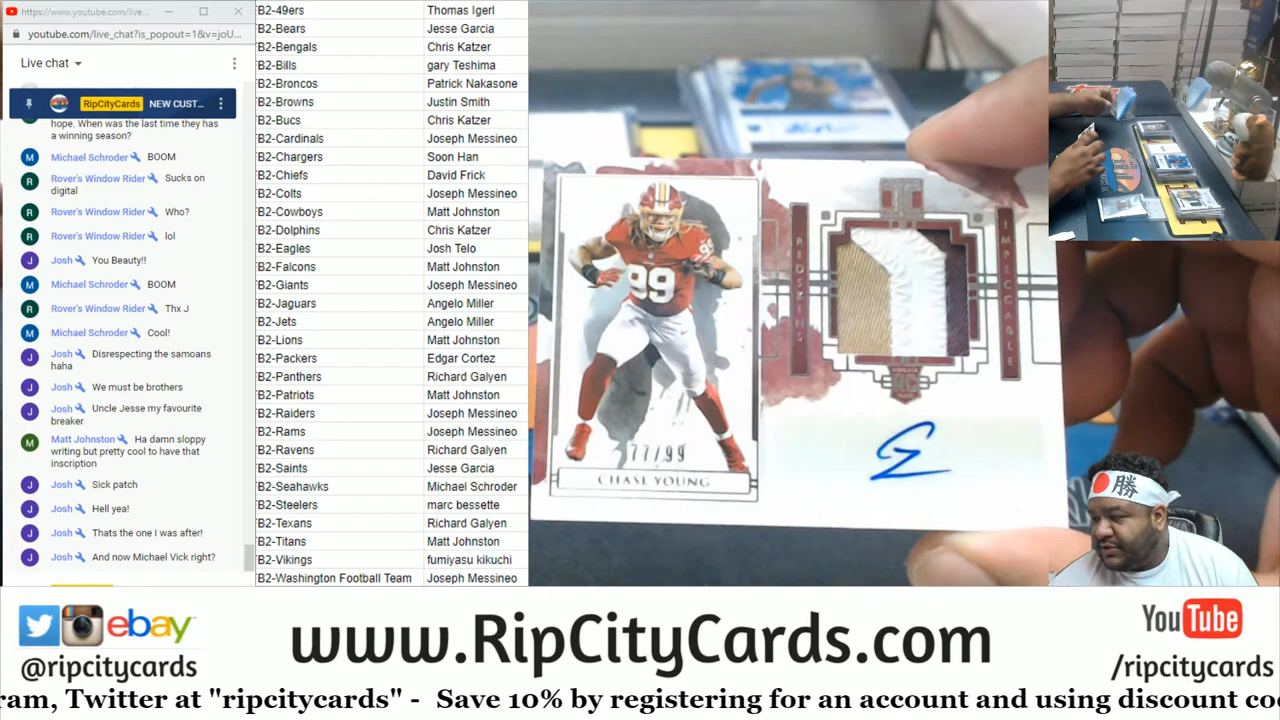 https://www.youtube.com/live...
youtube.com/live_chat?is_popout=1&v=joU...
Live chat
RipCityCards NEW CUST...
hope. When was the last time they has
a winning season?
Michael Schroder BOOM
Rover's Window Rider Sucks on
digital
Rover's Window Rider Who?
Rover's Window Rider lol
Josh You Beauty!!
Michael Schroder BOOM
Rover's Window Rider Thx J
Michael Schroder Cool!
Josh Disrespecting the samoans
haha
Josh We must be brothers
Josh Uncle Jesse my favourite
breaker
Matt Johnston Ha damn sloppy
writing but pretty cool to have that
inscription
Josh Sick patch
Josh Hell yea!
Josh Thats the one I was after!
Josh And now Michael Vick right?
B2-49ers Thomas Igerl
B2-Bears Jesse Garcia
B2-Bengals Chris Katzer
B2-Bills gary Teshima
B2-Broncos Patrick Nakasone
B2-Browns Justin Smith
B2-Bucs Chris Katzer
B2-Cardinals Joseph Messineo
B2-Chargers Soon Han
B2-Chiefs David Frick
B2-Colts Joseph Messineo
B2-Cowboys Matt Johnston
B2-Dolphins Chris Katzer
B2-Eagles Josh Telo
B2-Falcons Matt Johnston
B2-Giants Joseph Messineo
B2-Jaguars Angelo Miller
B2-Jets Angelo Miller
B2-Lions Matt Johnston
B2-Packers Edgar Cortez
B2-Panthers Richard Galyen
B2-Patriots Matt Johnston
B2-Raiders Joseph Messineo
B2-Rams Joseph Messineo
B2-Ravens Richard Galyen
B2-Saints Jesse Garcia
B2-Seahawks Michael Schroder
B2-Steelers marc bessette
B2-Texans Richard Galyen
B2-Titans Matt Johnston
B2-Vikings fumiyasu kikuchi
B2-Washington Football Team Joseph Messineo
99
99
77/99
CHASE YOUNG
REDSKINS
IMPECCABLE
RC
勝
ebay
@ripcitycards
www.RipCityCards.com
YouTube
/ripcitycards
ram, Twitter at "ripcitycards" - Save 10% by registering for an account and using discount co